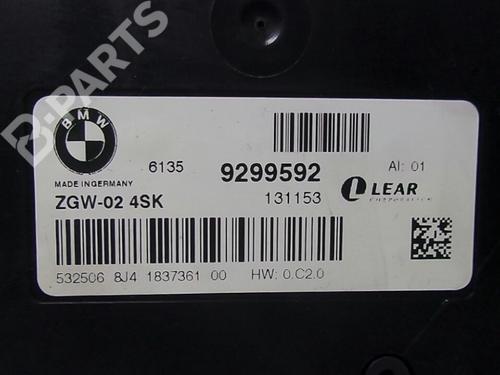 B-PARTS
BMW
6135 9299592 AI: 01
MADE IN GERMANY
ZGW-02 4SK 131153 LEAR
CORPORATION
532506 8J4 1837361 00 HW: 0.C2.0